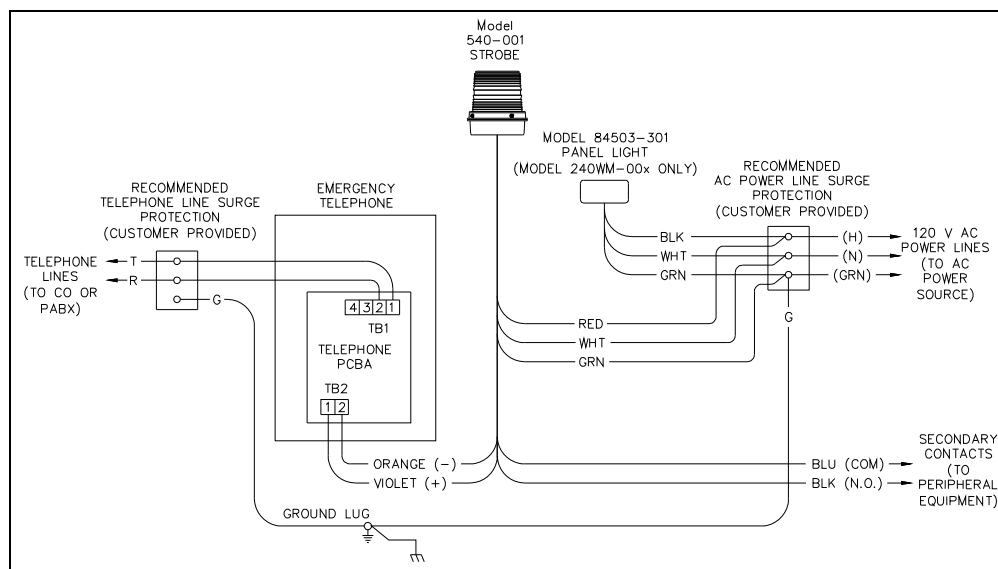 Model
540-001
STROBE
MODEL 84503-301
PANEL LIGHT
(MODEL 240WM-00x ONLY)
RECOMMENDED
AC POWER LINE SURGE
PROTECTION
(CUSTOMER PROVIDED)
RECOMMENDED
TELEPHONE LINE SURGE
PROTECTION
(CUSTOMER PROVIDED)
EMERGENCY
TELEPHONE
TELEPHONE
LINES
(TO CO OR
PABX)
T
R
G
4 3 2 1
TB1
TELEPHONE
PCBA
TB2
1 2
BLK
WHT
GRN
(H)
(N)
(GRN)
120 V AC
POWER LINES
(TO AC
POWER
SOURCE)
G
RED
WHT
GRN
ORANGE (-)
VIOLET (+)
BLU (COM)
BLK (N.O.)
SECONDARY
CONTACTS
(TO
PERIPHERAL
EQUIPMENT)
GROUND LUG